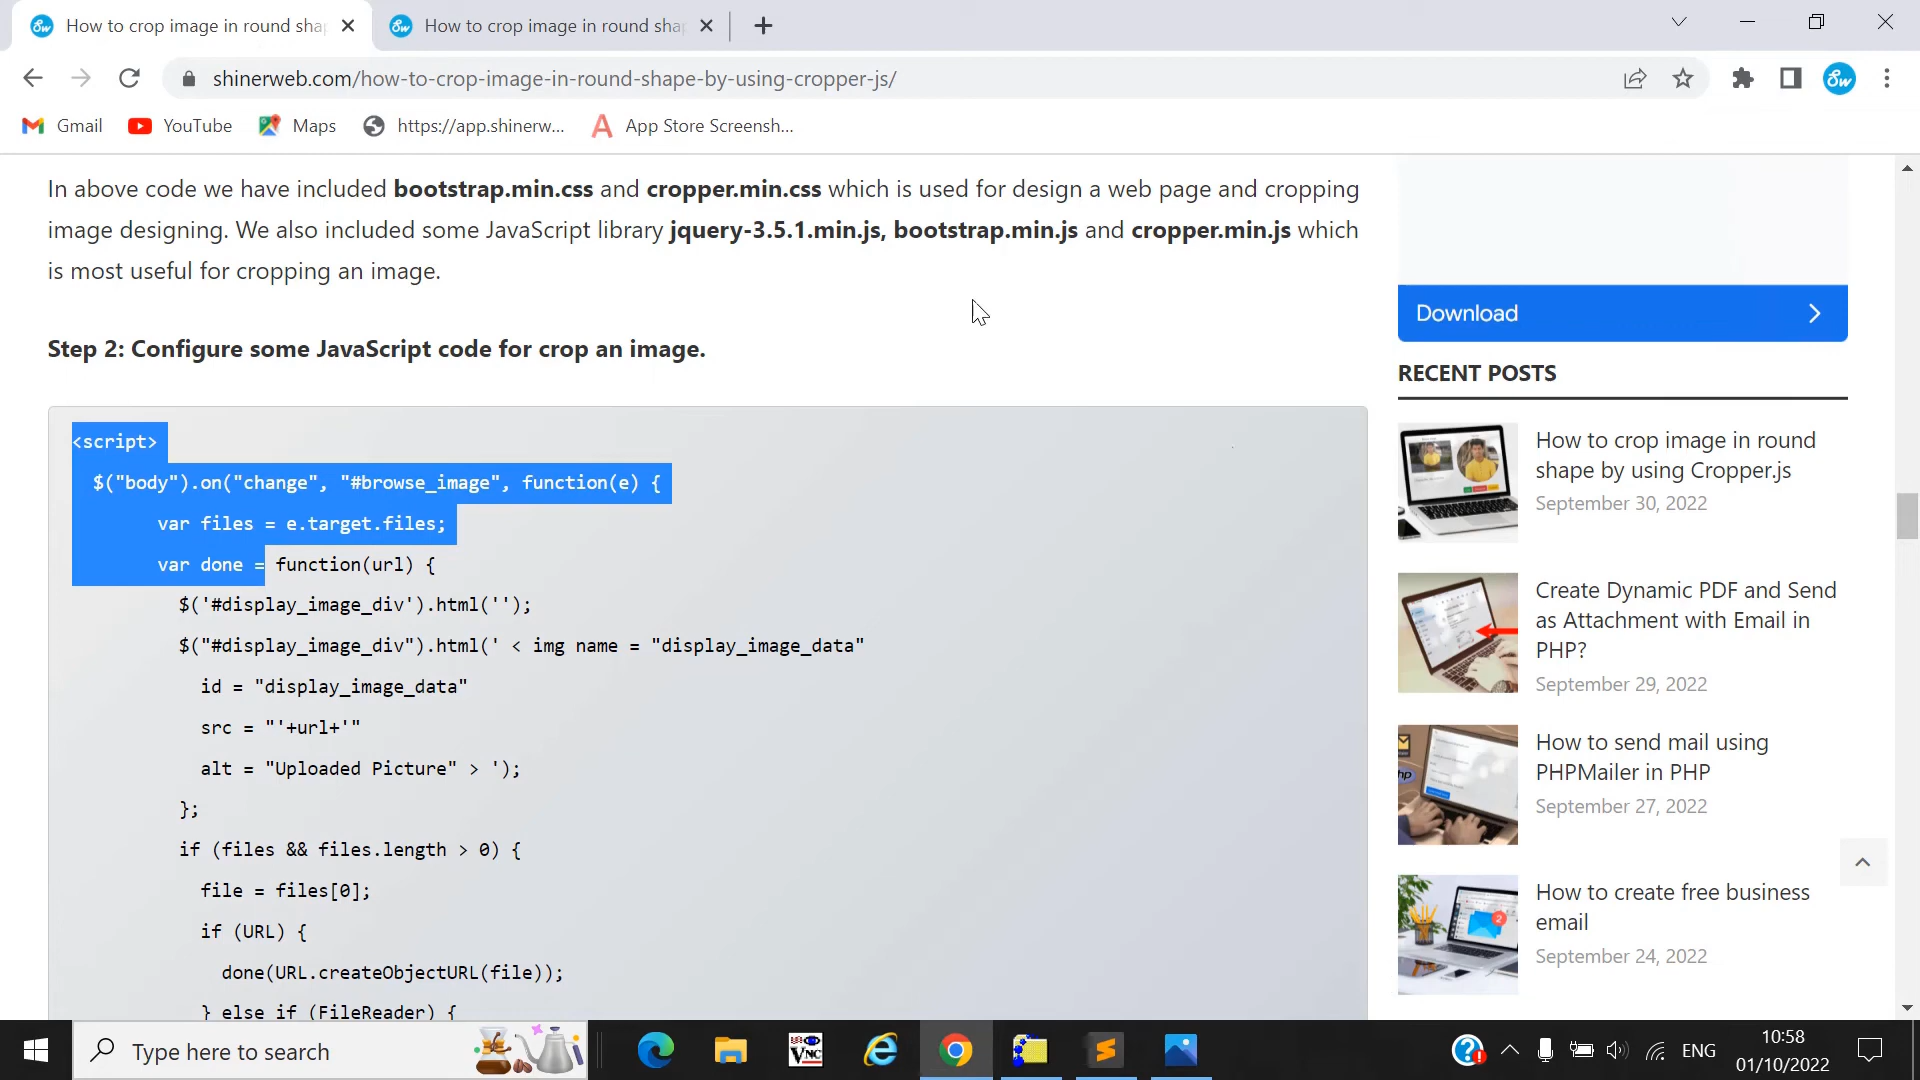 How to crop image in round sha
How to crop image in round sha
shinerweb.com/how-to-crop-image-in-round-shape-by-using-cropper-js/
Gmail
YouTube
Maps
https://app.shinerw...
App Store Screensh...
In above code we have included bootstrap.min.css and cropper.min.css which is used for design a web page and cropping
image designing. We also included some JavaScript library jquery-3.5.1.min.js, bootstrap.min.js and cropper.min.js which
is most useful for cropping an image.
Step 2: Configure some JavaScript code for crop an image.
<script>
$("body").on("change", "#browse_image", function(e) {
var files = e.target.files;
var done = function(url) {
$('#display_image_div').html('');
$("#display_image_div").html(' < img name = "display_image_data"
id = "display_image_data"
src = "'+url+'"
alt = "Uploaded Picture" > ');
};
if (files && files.length > 0) {
file = files[0];
if (URL) {
done(URL.createObjectURL(file));
} else if (FileReader) {
Download
RECENT POSTS
How to crop image in round
shape by using Cropper.js
September 30, 2022
Create Dynamic PDF and Send
as Attachment with Email in
PHP?
September 29, 2022
How to send mail using
PHPMailer in PHP
September 27, 2022
How to create free business
email
September 24, 2022
Type here to search
VNC
ENG
10:58
01/10/2022